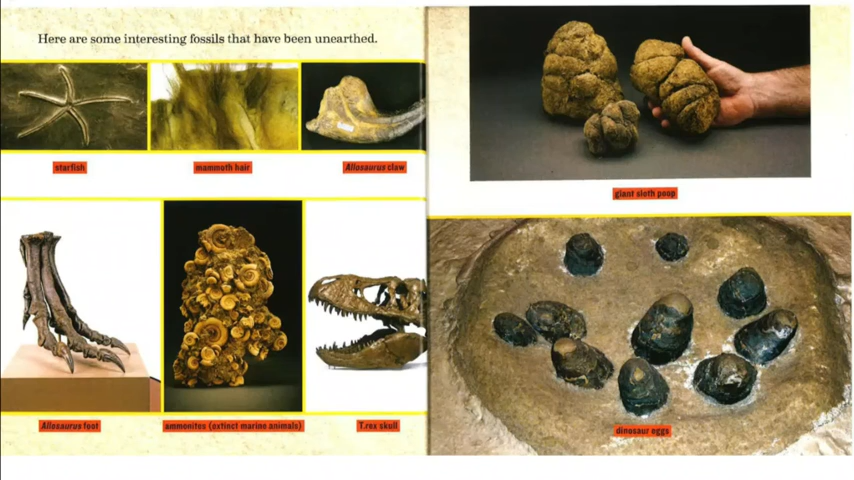 Here are some interesting fossils that have been unearthed.
starfish
mammoth hair
Allosaurus claw
giant sloth poop
Allosaurus foot
ammonites (extinct marine animals)
T.rex skull
dinosaur eggs